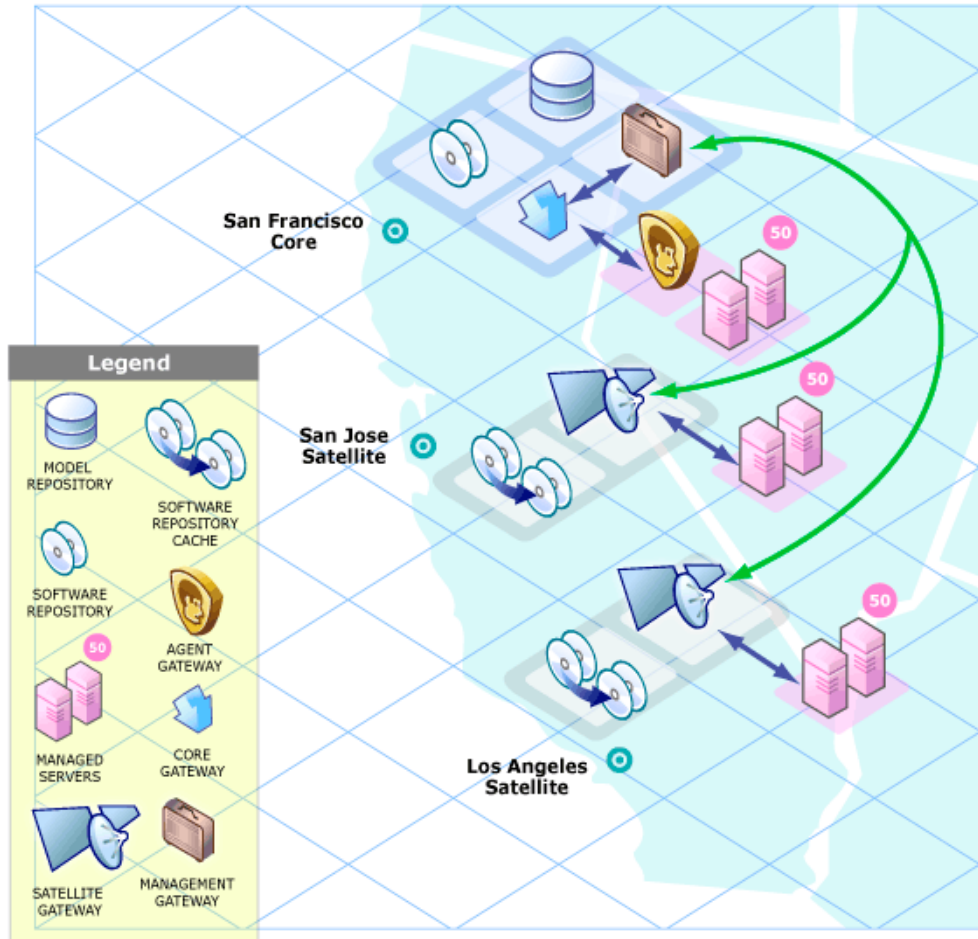 50
San Francisco
Core
50
San Jose
Satellite
50
Los Angeles
Satellite
Legend
MODEL
REPOSITORY
SOFTWARE
REPOSITORY
CACHE
SOFTWARE
REPOSITORY
AGENT
GATEWAY
50
MANAGED
SERVERS
CORE
GATEWAY
SATELLITE
GATEWAY
MANAGEMENT
GATEWAY